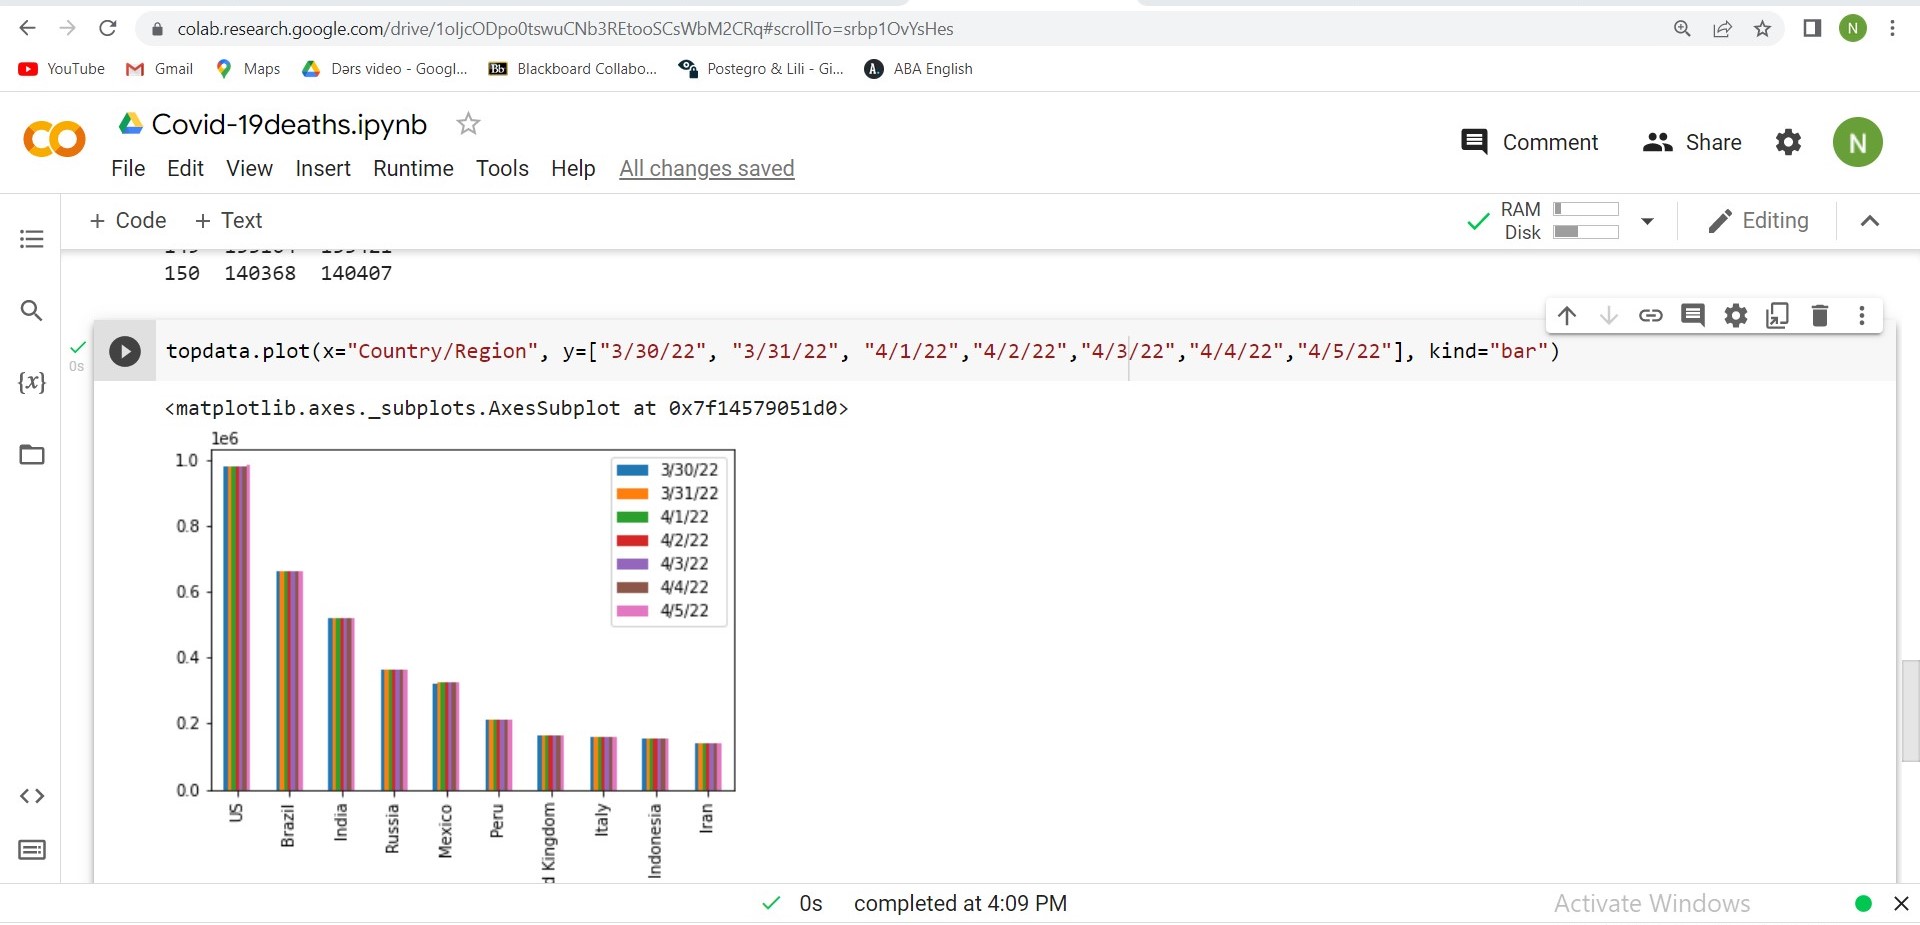 colab.research.google.com/drive/1oIjcODpo0tswuCNb3REtooSCsWbM2CRq#scrollTo=srbp1OvYsHes
N
YouTube
Gmail
Maps
Dərs video - Googl...
Bb Blackboard Collabo...
Postegro & Lili - Gi...
A. ABA English
CO
Covid-19deaths.ipynb
File Edit View Insert Runtime Tools Help All changes saved
Comment
Share
N
+ Code + Text
RAM
Disk
Editing
150 140368 140407
{x}
0s
topdata.plot(x="Country/Region", y=["3/30/22", "3/31/22", "4/1/22","4/2/22","4/3/22","4/4/22","4/5/22"], kind="bar")
<matplotlib.axes._subplots.AxesSubplot at 0x7f14579051d0>
1e6
1.0
0.8
0.6
0.4
0.2
0.0
3/30/22
3/31/22
4/1/22
4/2/22
4/3/22
4/4/22
4/5/22
US
Brazil
India
Russia
Mexico
Peru
Kingdom
Italy
Indonesia
Iran
0s completed at 4:09 PM
Activate Windows